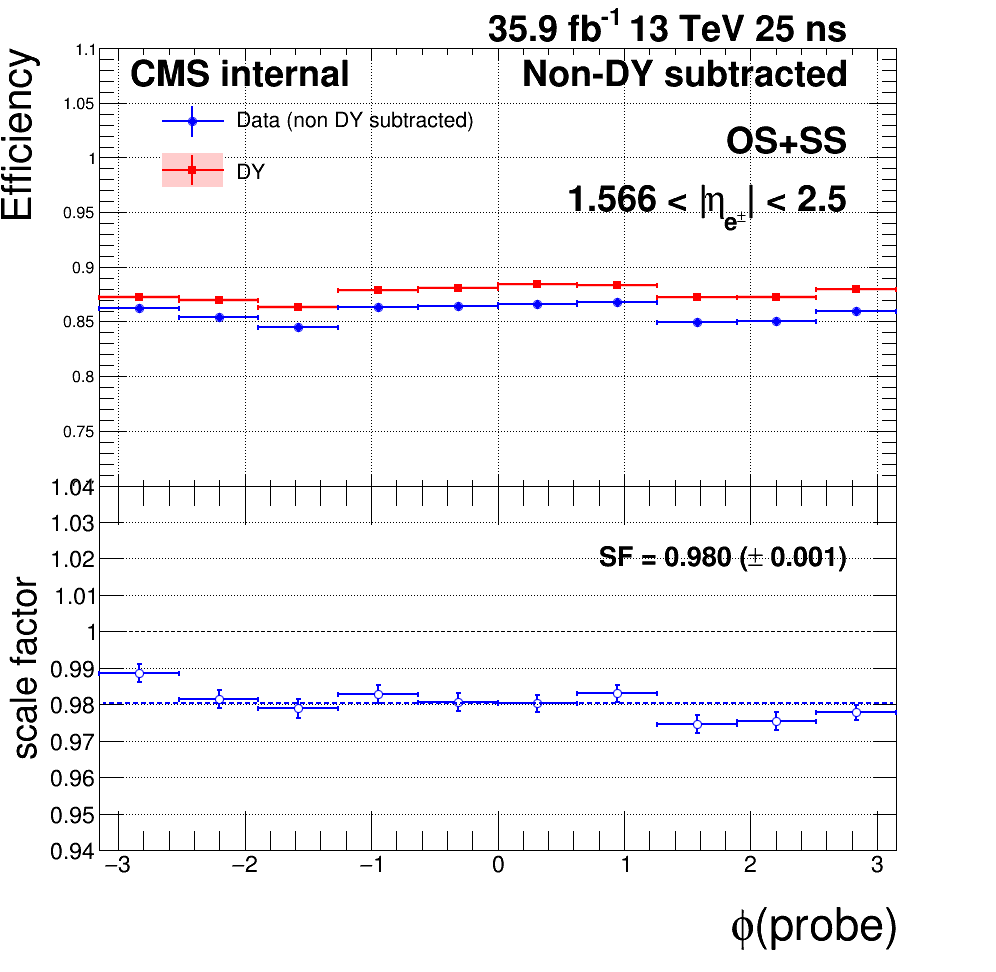 35.9 fb⁻¹ 13 TeV 25 ns
CMS internal
Non-DY subtracted
Data (non DY subtracted)
DY
OS+SS
1.566 < |η_e±| < 2.5
Efficiency
1.1
1.05
1
0.95
0.9
0.85
0.8
0.75
1.04
1.03
1.02
1.01
1
0.99
0.98
0.97
0.96
0.95
0.94
scale factor
SF = 0.980 (± 0.001)
−3 −2 −1 0 1 2 3
φ(probe)